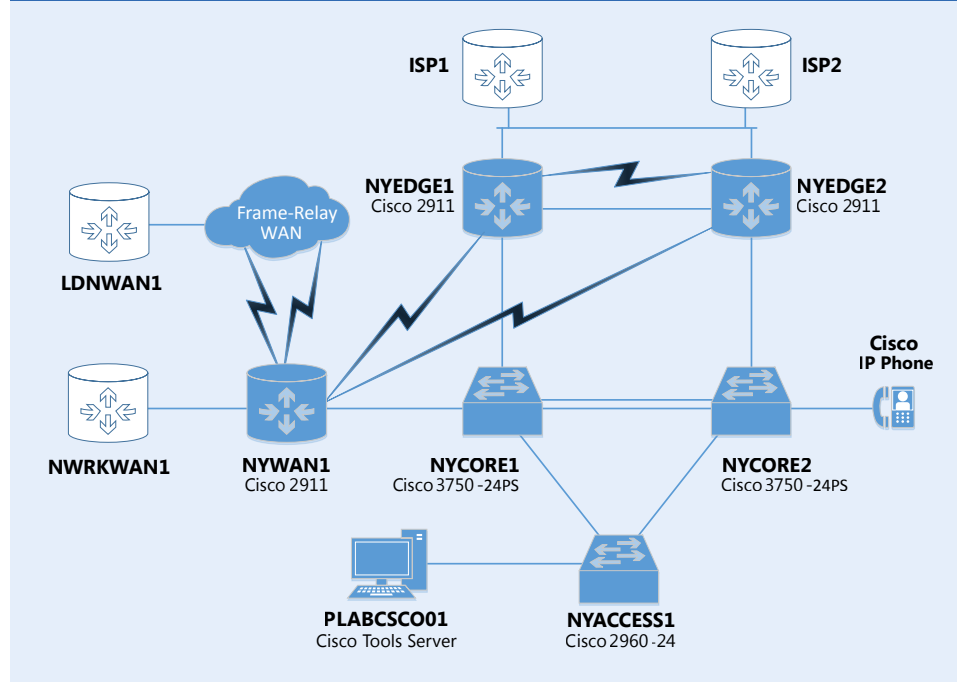 ISP1
ISP2
NYEDGE1
Cisco 2911
NYEDGE2
Cisco 2911
Frame-Relay
WAN
LDNWAN1
Cisco
IP Phone
NWRKWAN1
NYWAN1
Cisco 2911
NYCORE1
Cisco 3750 -24PS
NYCORE2
Cisco 3750 -24PS
PLABCSCO01
Cisco Tools Server
NYACCESS1
Cisco 2960 -24